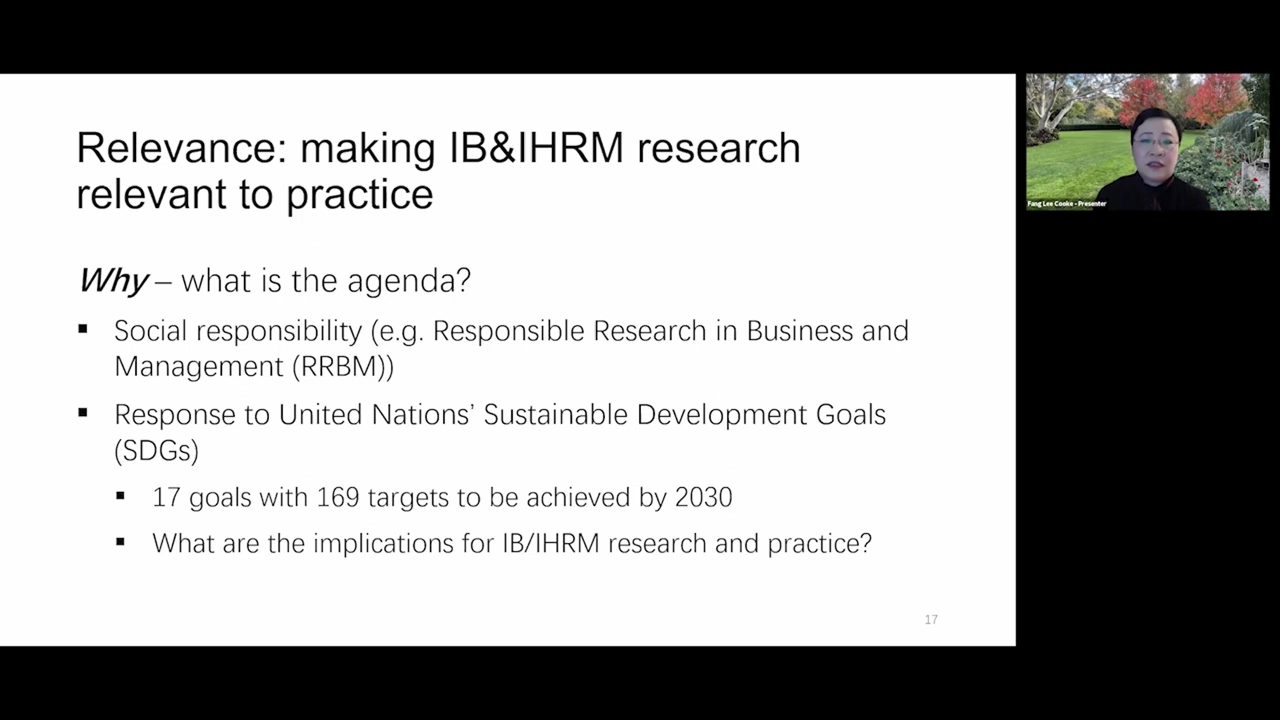 Relevance: making IB&IHRM research
relevant to practice
Why – what is the agenda?
▪ Social responsibility (e.g. Responsible Research in Business and
Management (RRBM))
▪ Response to United Nations’ Sustainable Development Goals
(SDGs)
▪ 17 goals with 169 targets to be achieved by 2030
▪ What are the implications for IB/IHRM research and practice?
17
Fang Lee Cooke - Presenter